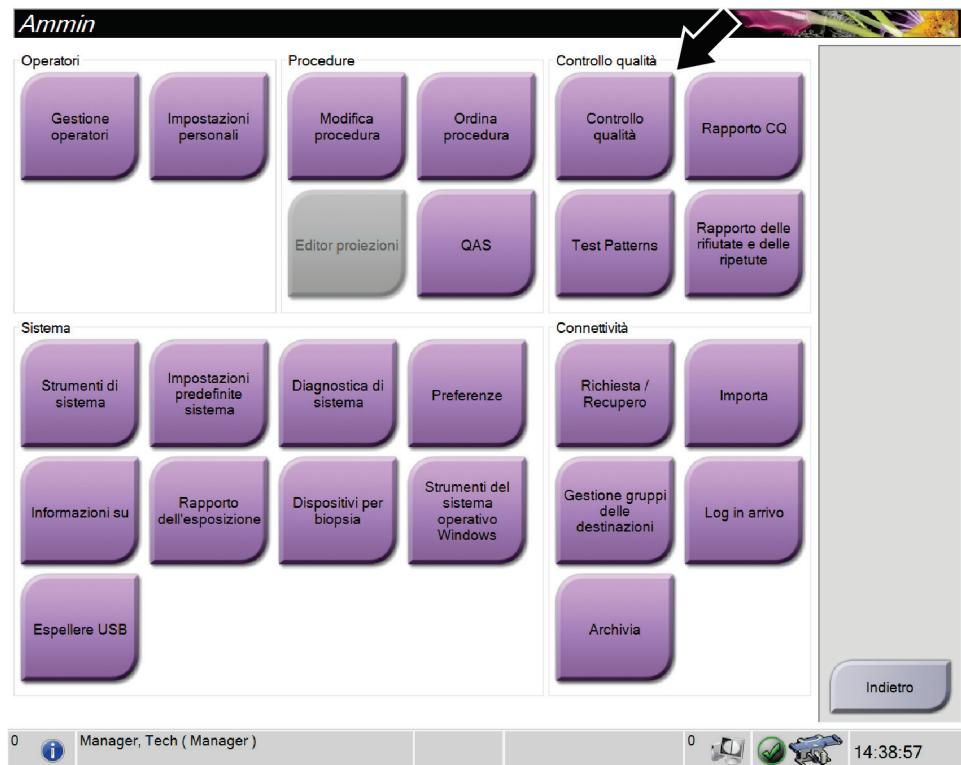 Ammin
Operatori
Gestione
operatori
Impostazioni
personali
Procedure
Modifica
procedura
Ordina
procedura
Editor proiezioni
QAS
Controllo qualità
Controllo
qualità
Rapporto CQ
Test Patterns
Rapporto delle
rifiutate e delle
ripetute
Sistema
Strumenti di
sistema
Impostazioni
predefinite
sistema
Diagnostica di
sistema
Preferenze
Informazioni su
Rapporto
dell'esposizione
Dispositivi per
biopsia
Strumenti del
sistema
operativo
Windows
Espellere USB
Connettività
Richiesta /
Recupero
Importa
Gestione gruppi
delle
destinazioni
Log in arrivo
Archivia
Indietro
0
Manager, Tech ( Manager )
0
14:38:57